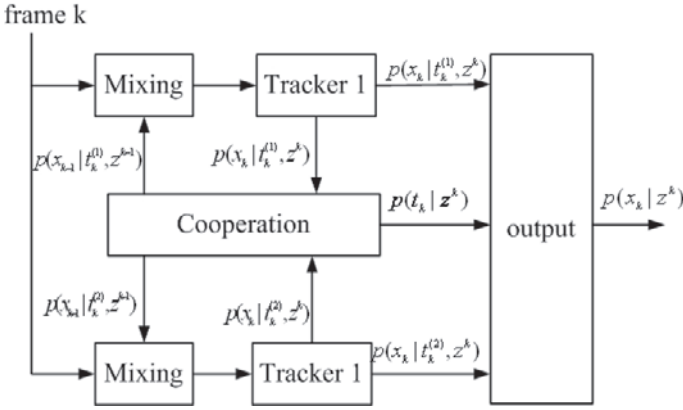 frame k
Mixing
Tracker 1
p(x_k | t_k^(1), z^k)
p(x_{k-1} | t_k^(1), z^{k-1})
p(x_k | t_k^(1), z^k)
Cooperation
p(t_k | z^k)
output
p(x_k | z^k)
p(x_{k-1} | t_k^(2), z^{k-1})
p(x_k | t_k^(2), z^k)
Mixing
Tracker 1
p(x_k | t_k^(2), z^k)